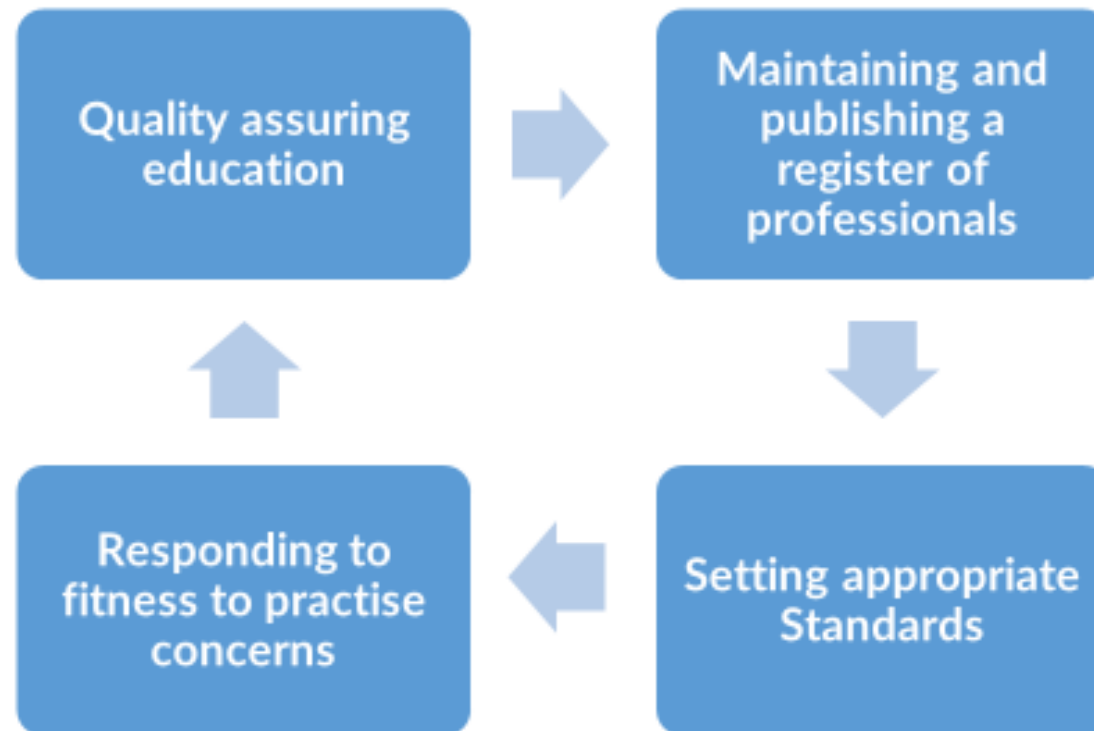 Quality assuring
education
Maintaining and
publishing a
register of
professionals
Setting appropriate
Standards
Responding to
fitness to practise
concerns